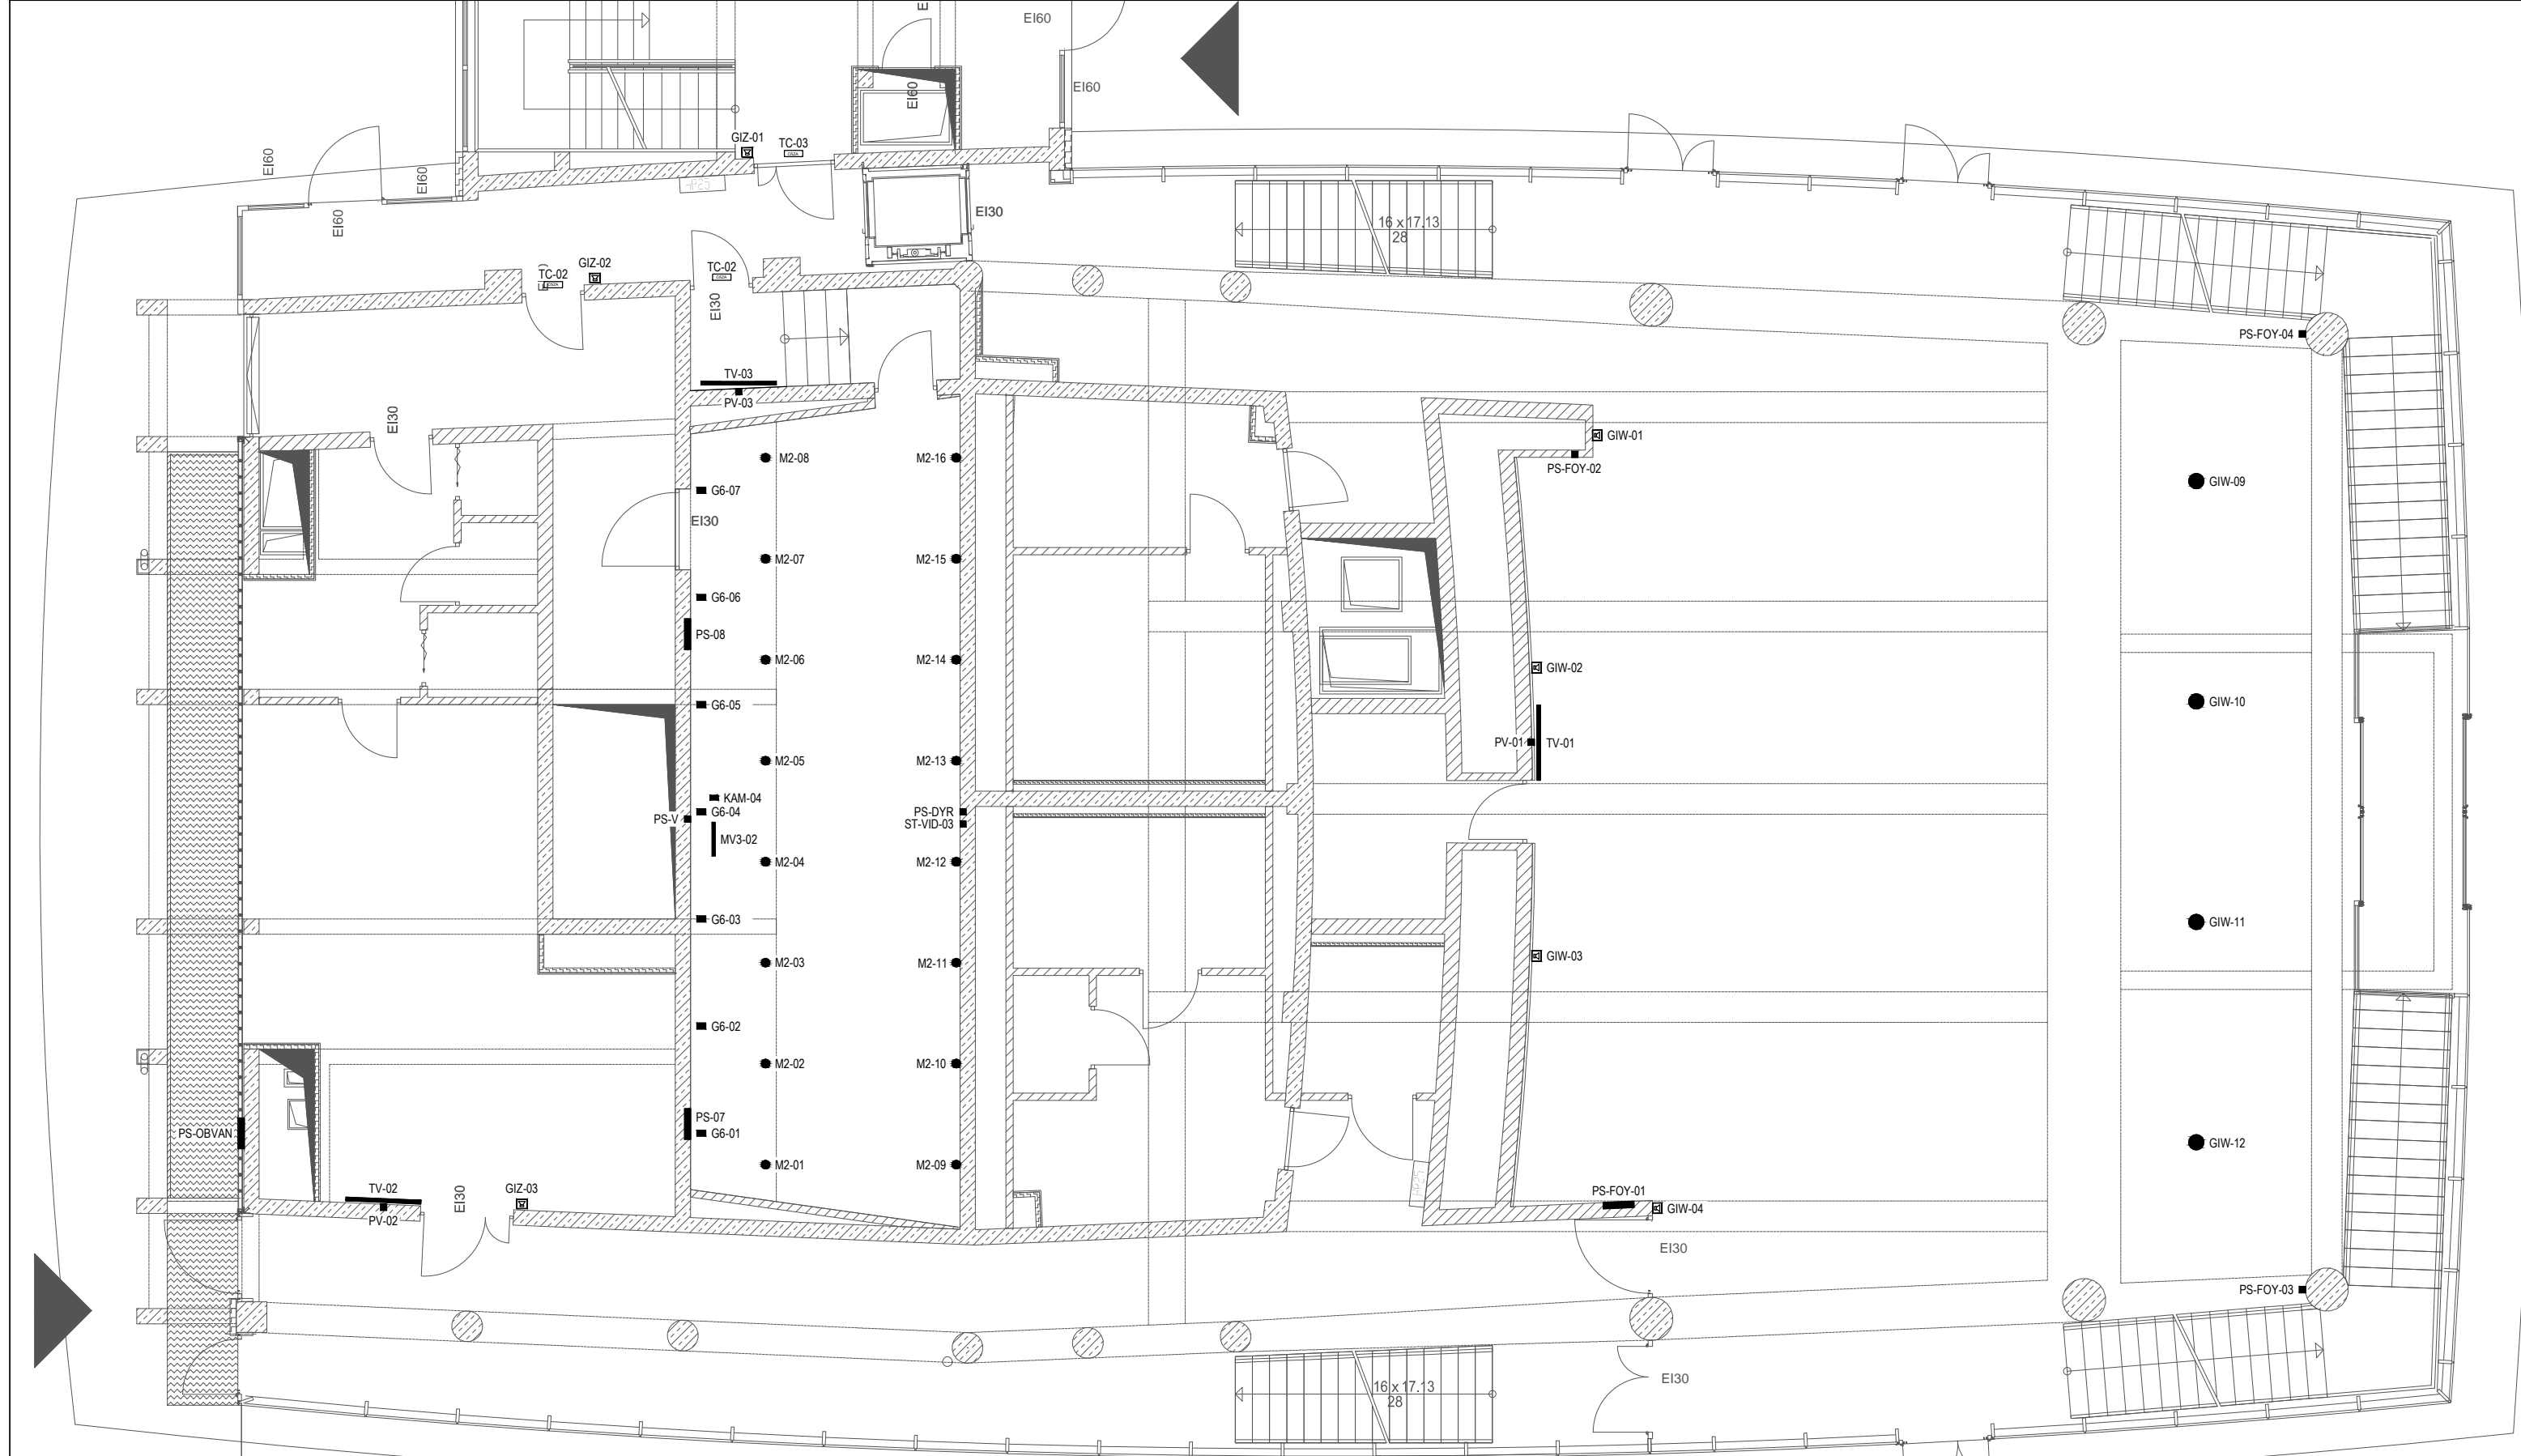 EI60
EI60
EI60
EI60
EI60
EI60
GIZ-01
TC-03
OSZA
HP25
EI30
16 x 17.13
28
TC-02
OSZA
GIZ-02
TC-02
OSZA
EI30
PS-FOY-04
TV-03
PV-03
EI30
GIW-01
M2-08
M2-16
PS-FOY-02
GIW-09
G6-07
EI30
M2-07
M2-15
G6-06
PS-08
M2-06
M2-14
GIW-02
G6-05
GIW-10
PV-01
TV-01
M2-05
M2-13
KAM-04
G6-04
PS-V
PS-DYR
ST-VID-03
MV3-02
M2-04
M2-12
G6-03
GIW-11
M2-03
M2-11
GIW-03
G6-02
M2-02
M2-10
PS-07
G6-01
PS-OBVAN
GIW-12
M2-01
M2-09
HP25
TV-02
PV-02
EI30
GIZ-03
PS-FOY-01
GIW-04
EI30
PS-FOY-03
EI30
16 x 17.13
28